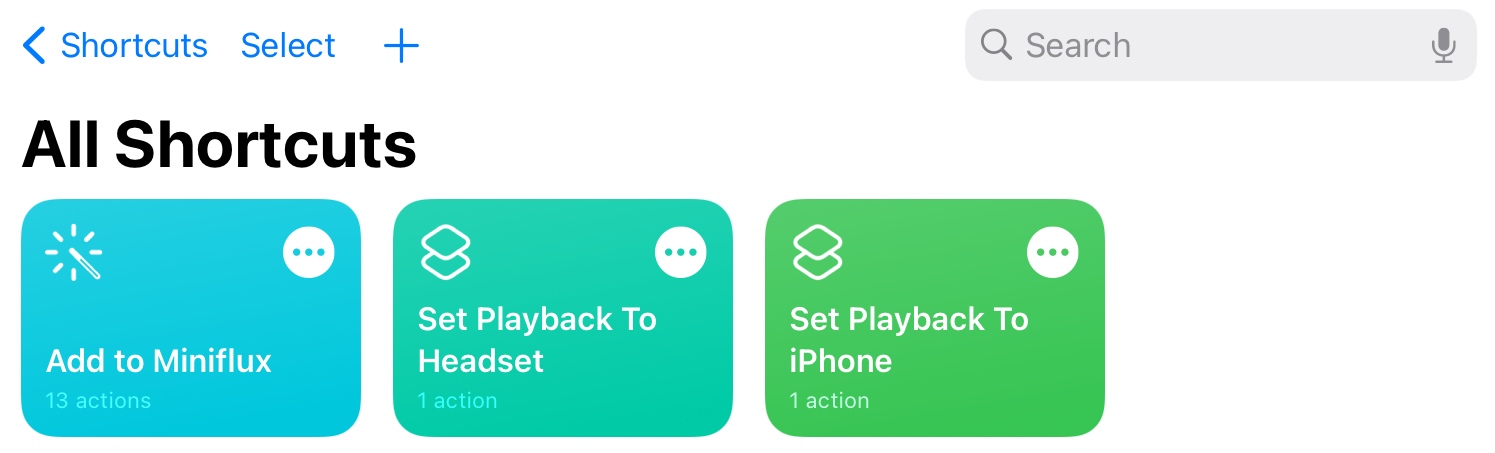 Shortcuts Select
Search
All Shortcuts
Add to Miniflux
13 actions
Set Playback To
Headset
1 action
Set Playback To
iPhone
1 action